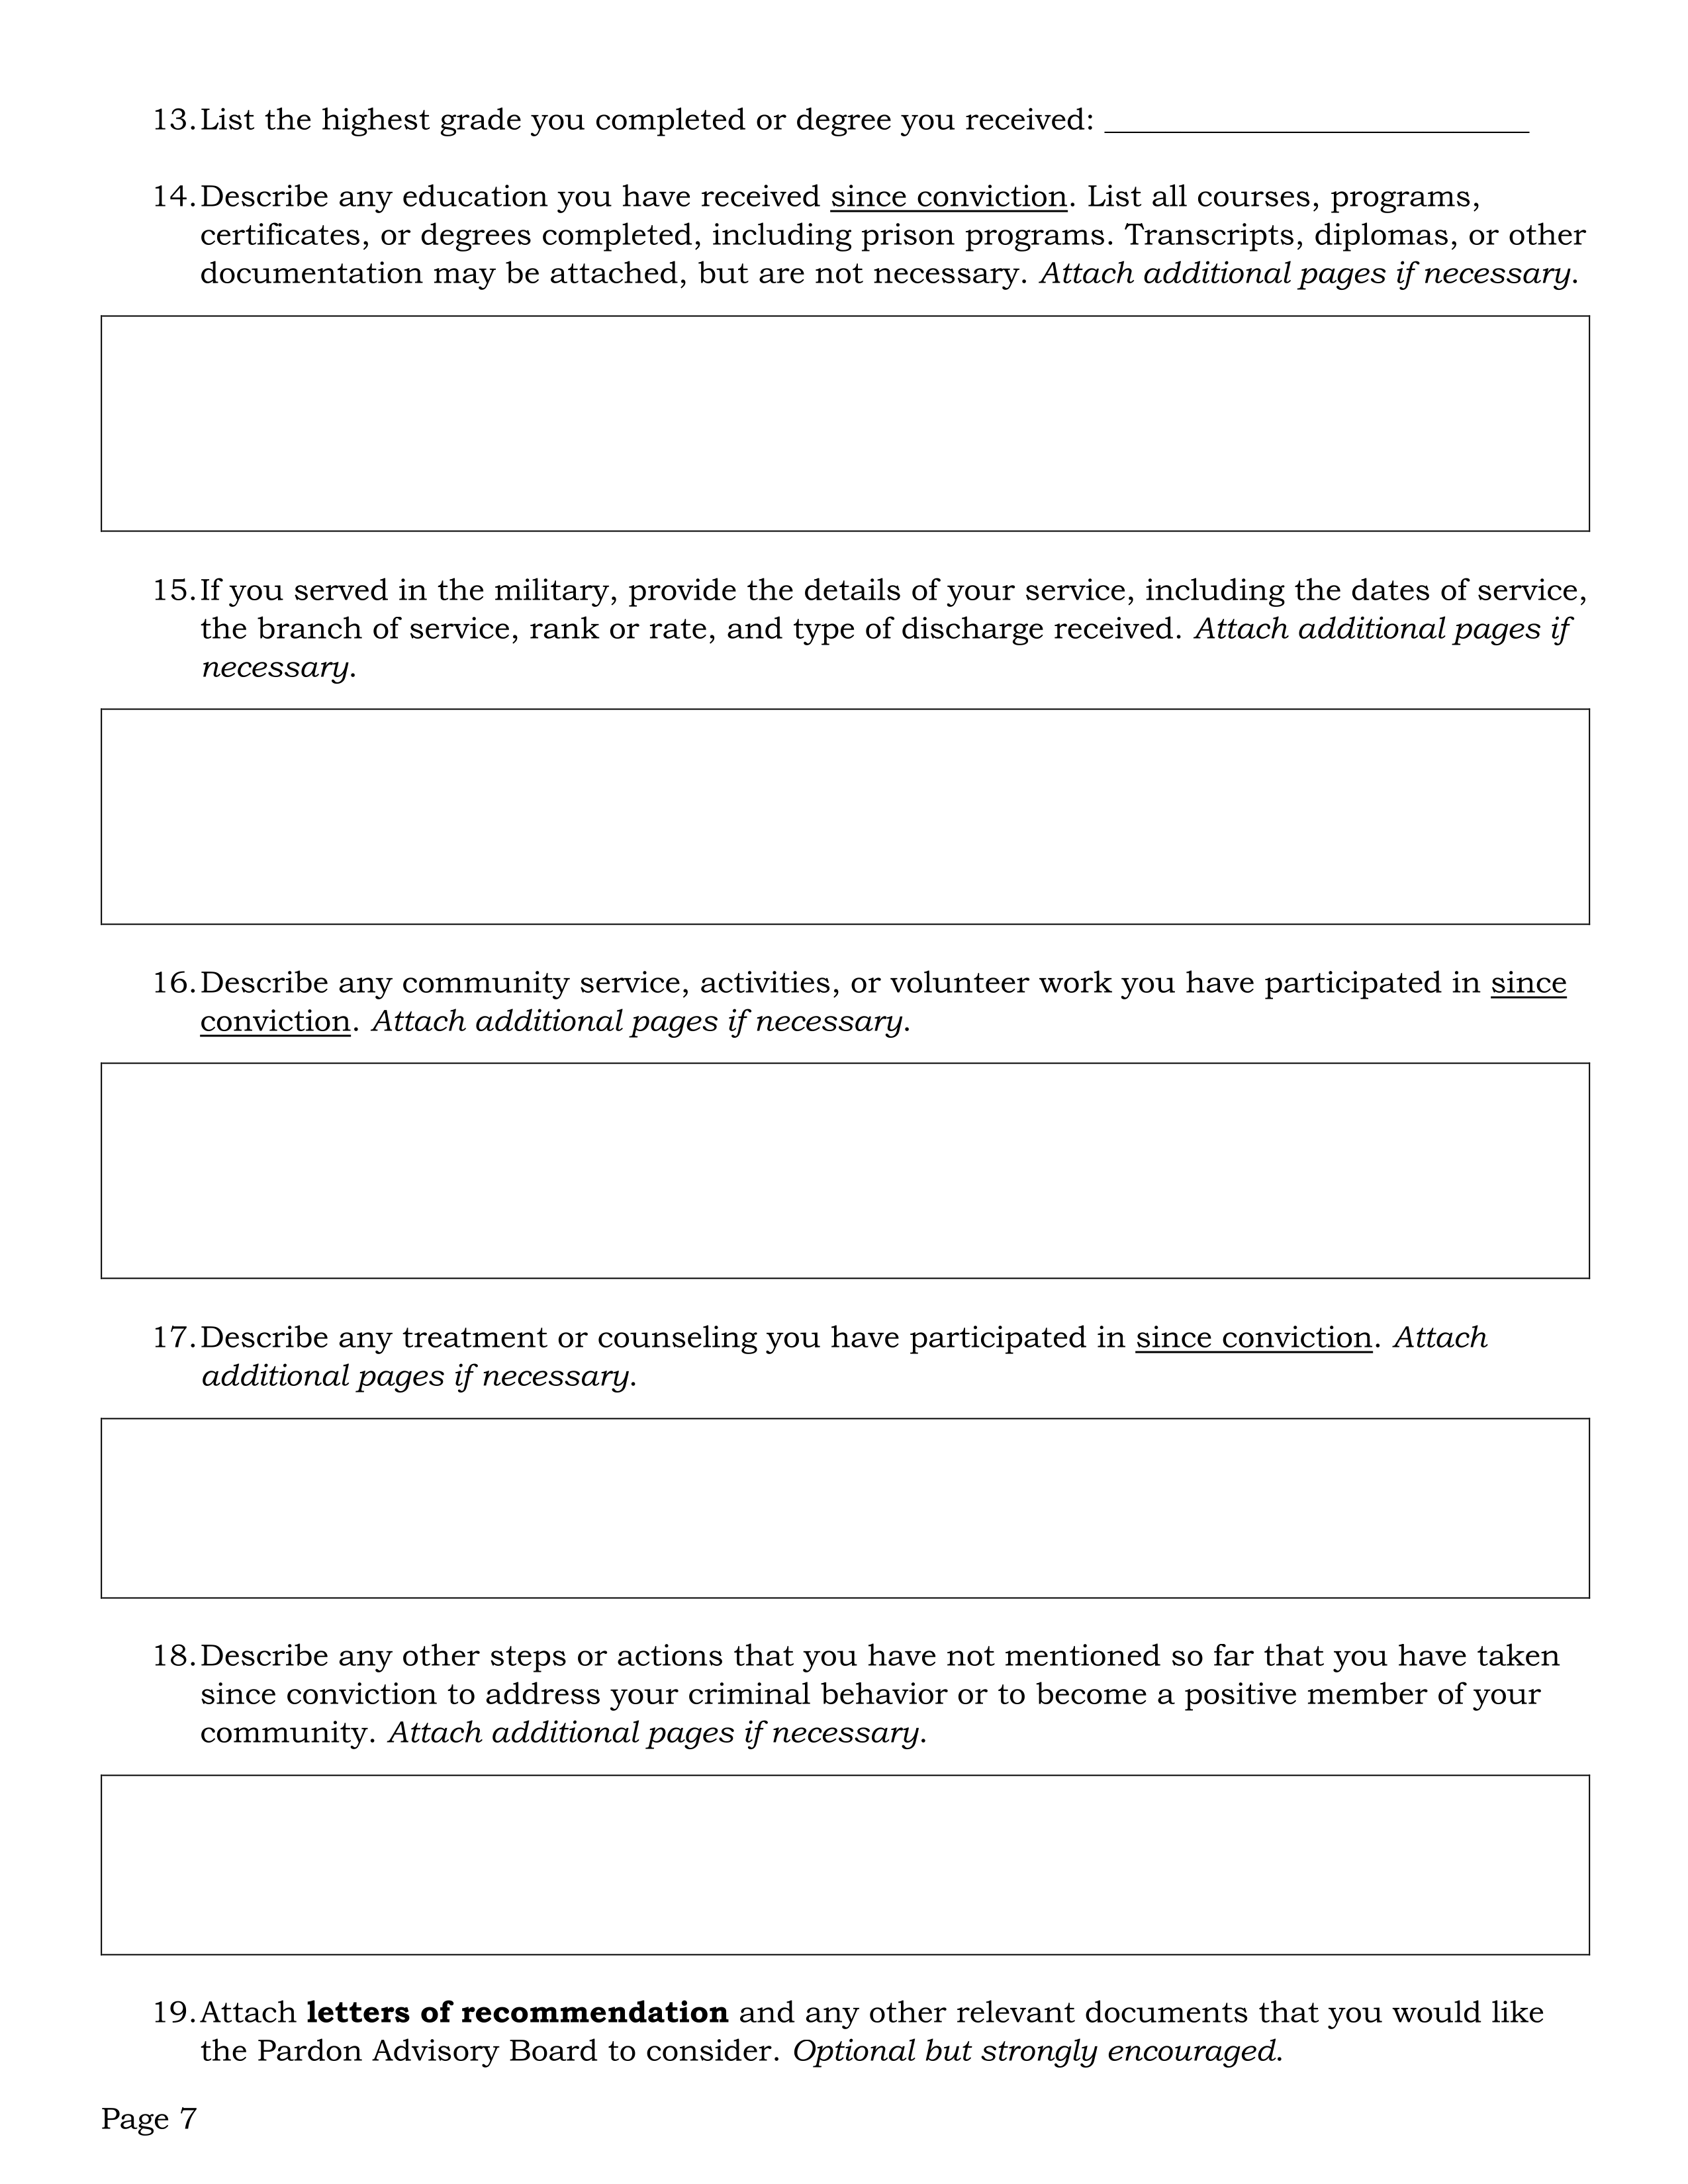 13. List the highest grade you completed or degree you received: ___________________________
14. Describe any education you have received since conviction. List all courses, programs,
certificates, or degrees completed, including prison programs. Transcripts, diplomas, or other
documentation may be attached, but are not necessary. Attach additional pages if necessary.
15. If you served in the military, provide the details of your service, including the dates of service,
the branch of service, rank or rate, and type of discharge received. Attach additional pages if
necessary.
16. Describe any community service, activities, or volunteer work you have participated in since
conviction. Attach additional pages if necessary.
17. Describe any treatment or counseling you have participated in since conviction. Attach
additional pages if necessary.
18. Describe any other steps or actions that you have not mentioned so far that you have taken
since conviction to address your criminal behavior or to become a positive member of your
community. Attach additional pages if necessary.
19. Attach letters of recommendation and any other relevant documents that you would like
the Pardon Advisory Board to consider. Optional but strongly encouraged.
Page 7